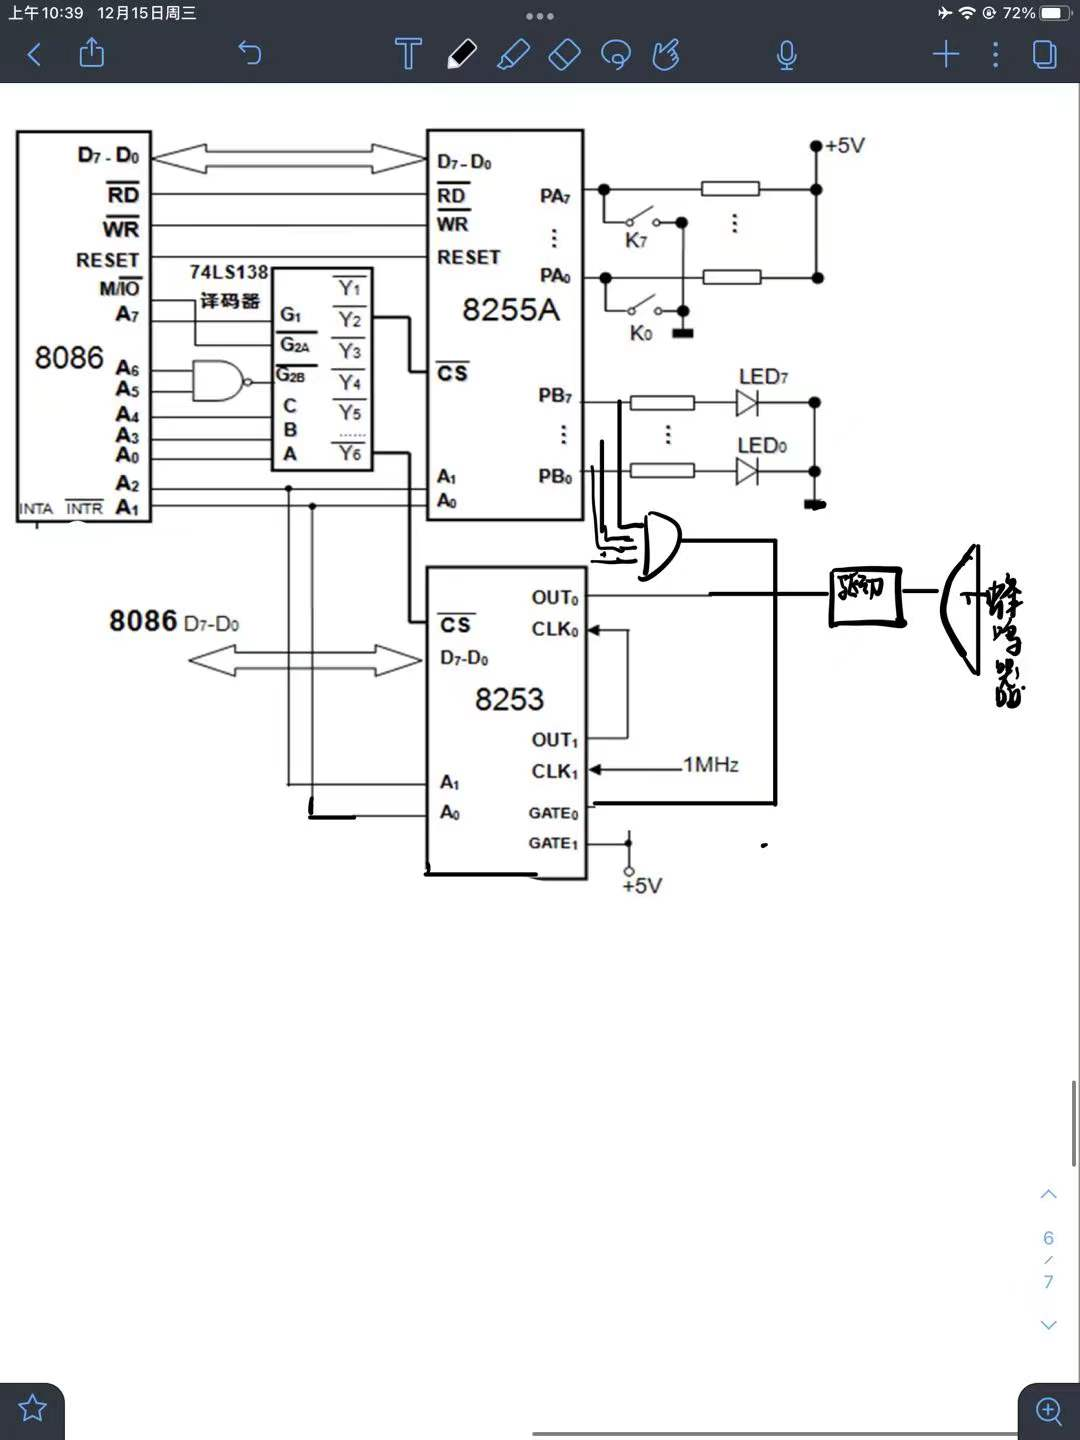 上午10:39 12月15日周三
72%
T
D₇-D₀
RD
WR
RESET
M/IO
A₇
8086
A₆
A₅
A₄
A₃
A₀
A₂
INTA INTR A₁
74LS138
译码器
G₁
G₂A
G₂B
C
B
A
Y₁
Y₂
Y₃
Y₄
Y₅
......
Y₆
D₇-D₀
RD
WR
RESET
8255A
CS
A₁
A₀
PA₇
⋮
PA₀
PB₇
⋮
PB₀
+5V
K₇
⋮
K₀
LED₇
⋮
LED₀
8086 D₇-D₀
CS
D₇-D₀
8253
A₁
A₀
OUT₀
CLK₀
OUT₁
CLK₁
1MHz
GATE₀
GATE₁
+5V
驱动
蜂鸣器
6
/
7